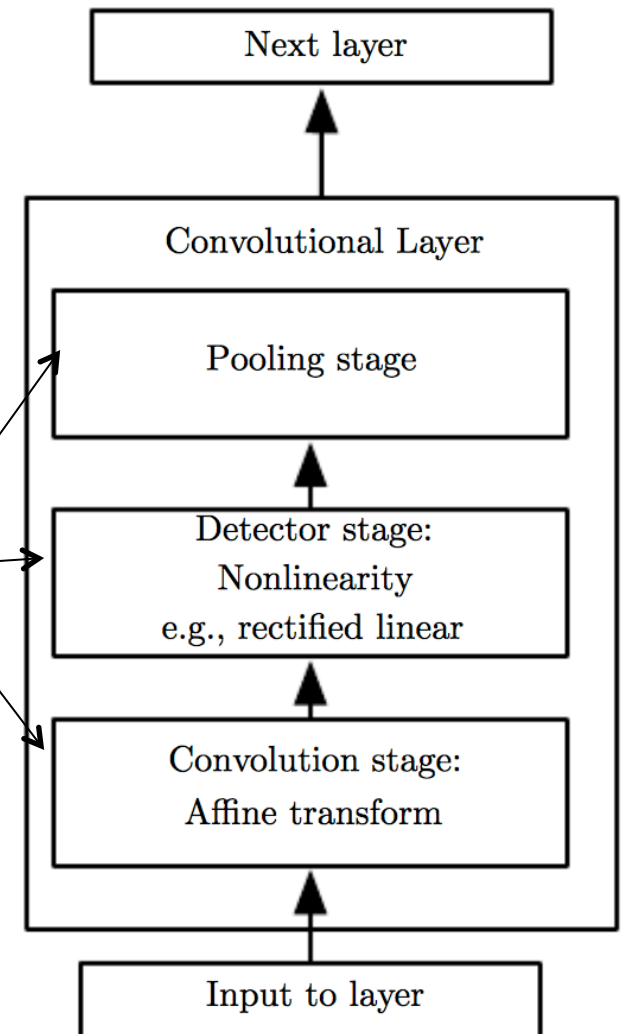 Next layer
Convolutional Layer
Pooling stage
Detector stage:
Nonlinearity
e.g., rectified linear
Convolution stage:
Affine transform
Input to layer